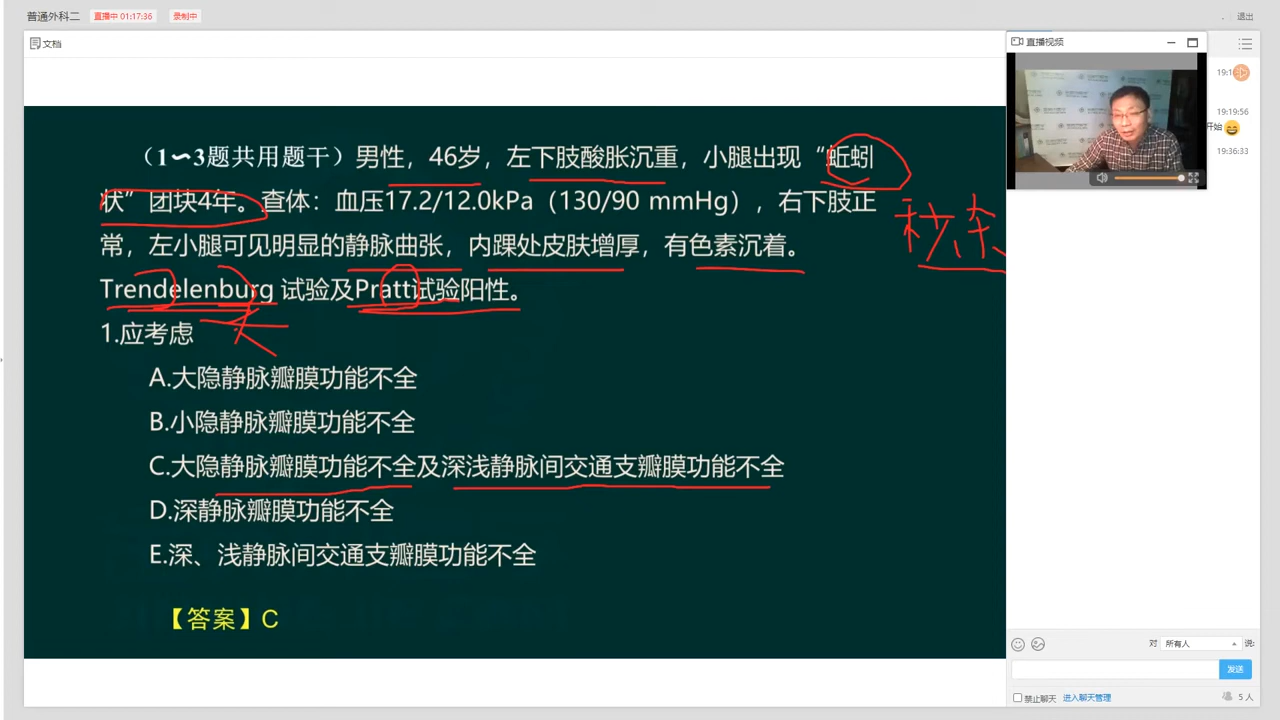 普通外科二
直播中 01:17:36
录制中
退出
文档
直播视频
19:1
19:19:56
开始
19:36:33
（1~3题共用题干）男性，46岁，左下肢酸胀沉重，小腿出现“蚯蚓
状”团块4年。查体：血压17.2/12.0kPa（130/90 mmHg），右下肢正
常，左小腿可见明显的静脉曲张，内踝处皮肤增厚，有色素沉着。
Trendelenburg 试验及Pratt试验阳性。
秒杀
1.应考虑
A.大隐静脉瓣膜功能不全
B.小隐静脉瓣膜功能不全
C.大隐静脉瓣膜功能不全及深浅静脉间交通支瓣膜功能不全
D.深静脉瓣膜功能不全
E.深、浅静脉间交通支瓣膜功能不全
【答案】C
对 所有人 说:
发送
禁止聊天 进入聊天管理
5 人